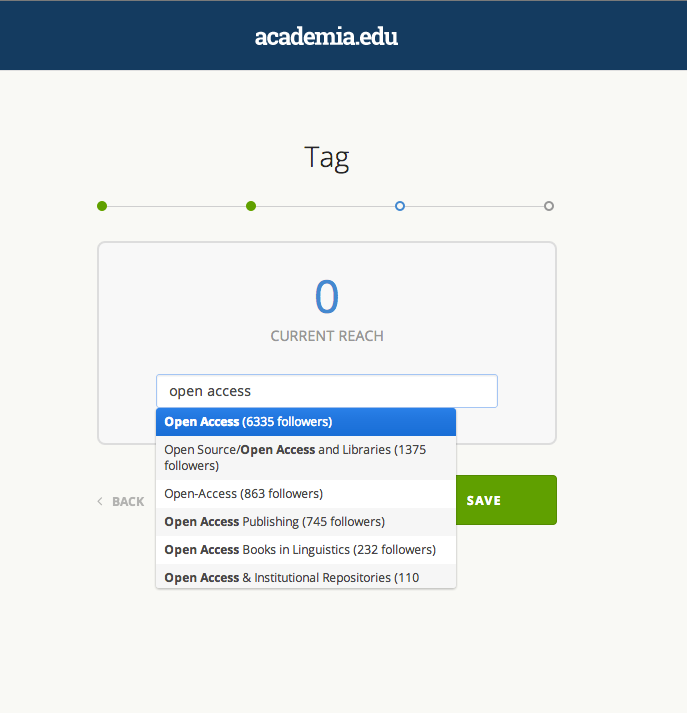 academia.edu
Tag
0
CURRENT REACH
open access
Open Access (6335 followers)
Open Source/Open Access and Libraries (1375
followers)
Open-Access (863 followers)
Open Access Publishing (745 followers)
Open Access Books in Linguistics (232 followers)
Open Access & Institutional Repositories (110
< BACK
SAVE